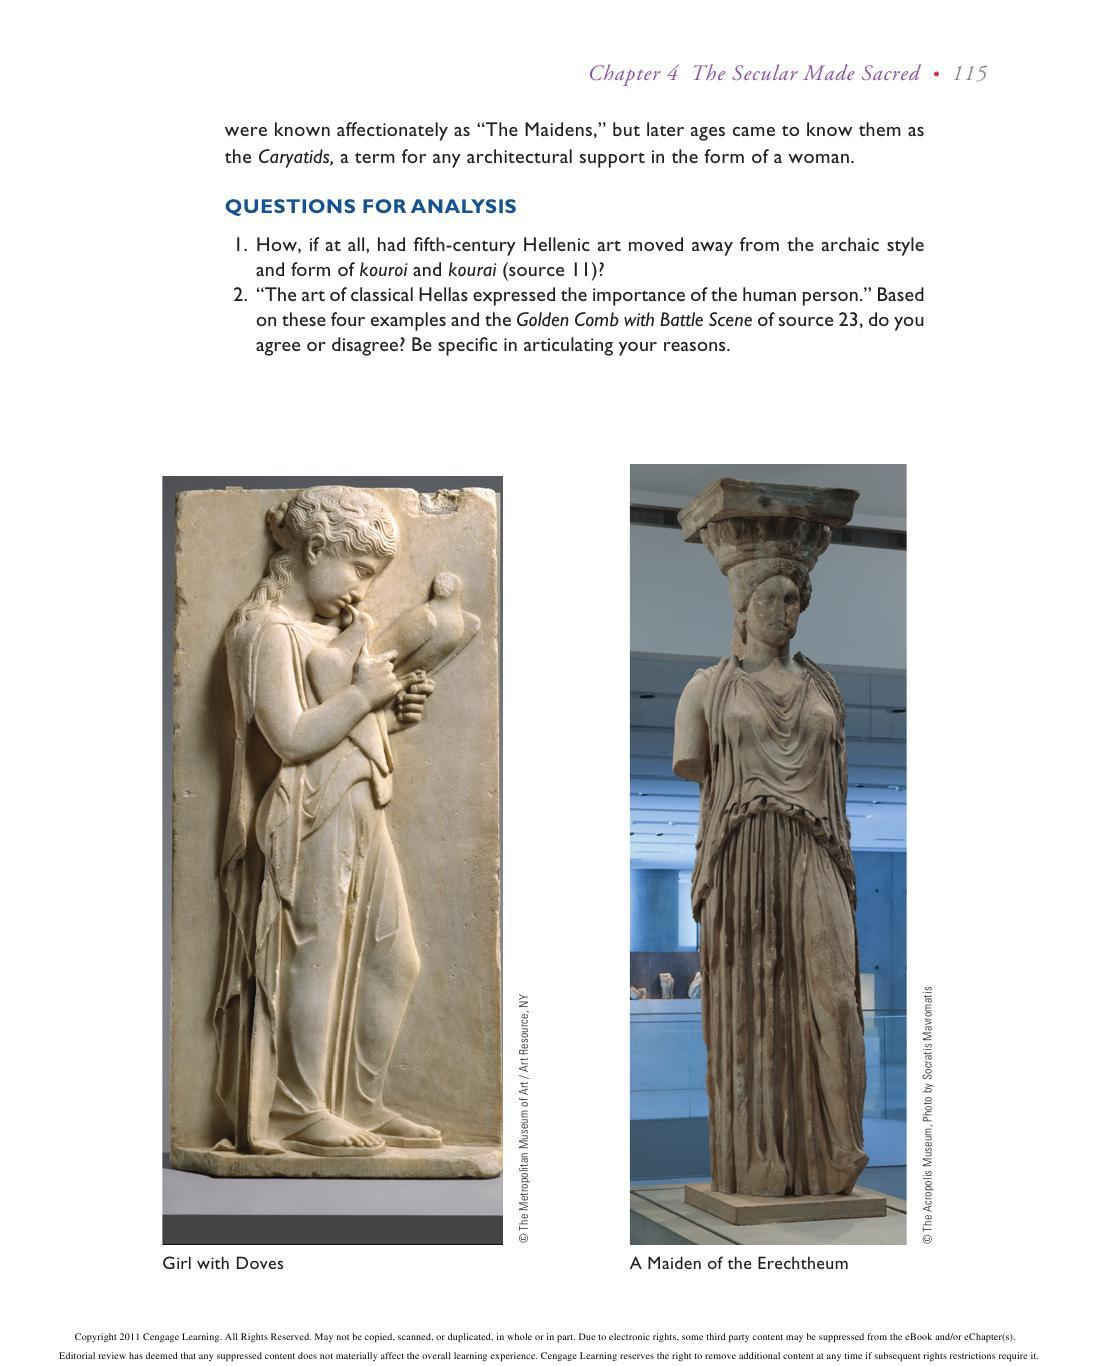 Chapter 4 The Secular Made Sacred • 115
were known affectionately as “The Maidens,” but later ages came to know them as
the Caryatids, a term for any architectural support in the form of a woman.
QUESTIONS FOR ANALYSIS
1. How, if at all, had fifth-century Hellenic art moved away from the archaic style
and form of kouroi and kourai (source 11)?
2. “The art of classical Hellas expressed the importance of the human person.” Based
on these four examples and the Golden Comb with Battle Scene of source 23, do you
agree or disagree? Be specific in articulating your reasons.
© The Metropolitan Museum of Art / Art Resource, NY
© The Acropolis Museum, Photo by Socratis Mavromatis
Girl with Doves
A Maiden of the Erechtheum
Copyright 2011 Cengage Learning. All Rights Reserved. May not be copied, scanned, or duplicated, in whole or in part. Due to electronic rights, some third party content may be suppressed from the eBook and/or eChapter(s).
Editorial review has deemed that any suppressed content does not materially affect the overall learning experience. Cengage Learning reserves the right to remove additional content at any time if subsequent rights restrictions require it.